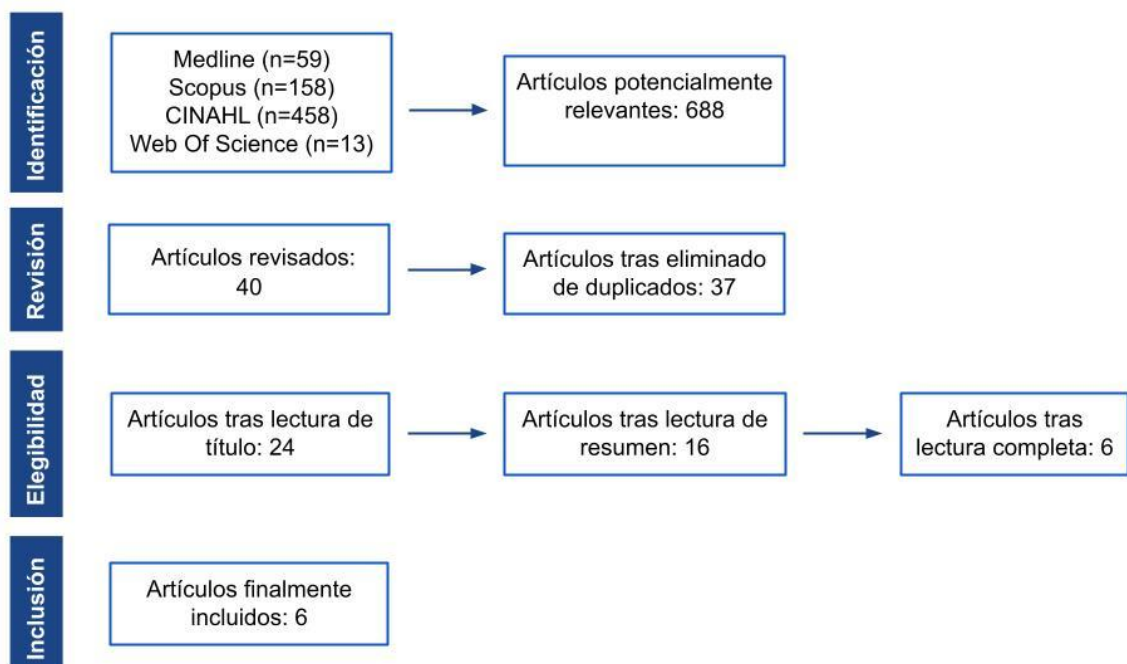 Identificación
Medline (n=59)
Scopus (n=158)
CINAHL (n=458)
Web Of Science (n=13)
Artículos potencialmente
relevantes: 688
Revisión
Artículos revisados:
40
Artículos tras eliminado
de duplicados: 37
Elegibilidad
Artículos tras lectura de
título: 24
Artículos tras lectura de
resumen: 16
Artículos tras
lectura completa: 6
Inclusión
Artículos finalmente
incluidos: 6